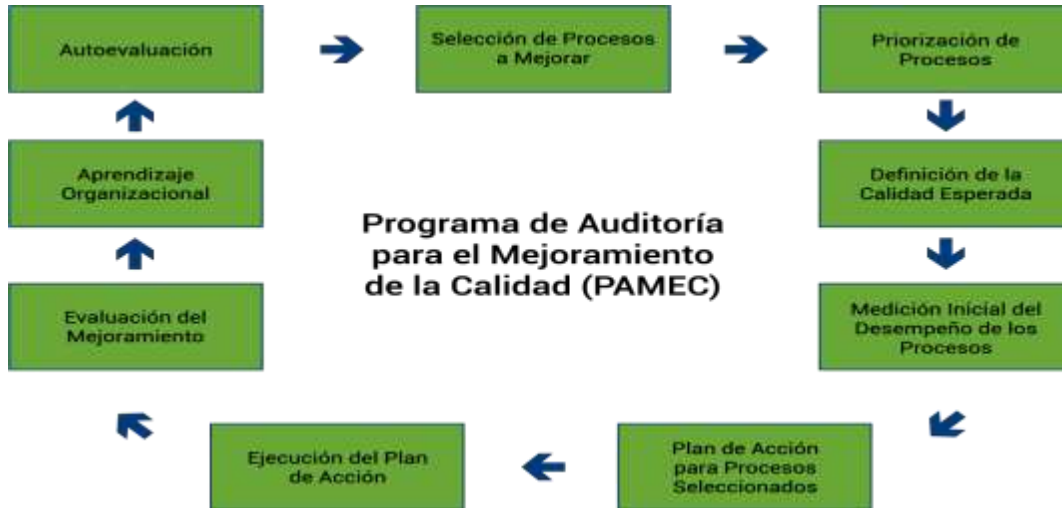 Autoevaluación
Selección de Procesos
a Mejorar
Priorización de
Procesos
Aprendizaje
Organizacional
Definición de la
Calidad Esperada
Programa de Auditoría
para el Mejoramiento
de la Calidad (PAMEC)
Evaluación del
Mejoramiento
Medición Inicial del
Desempeño de los
Procesos
Ejecución del Plan
de Acción
Plan de Acción
para Procesos
Seleccionados